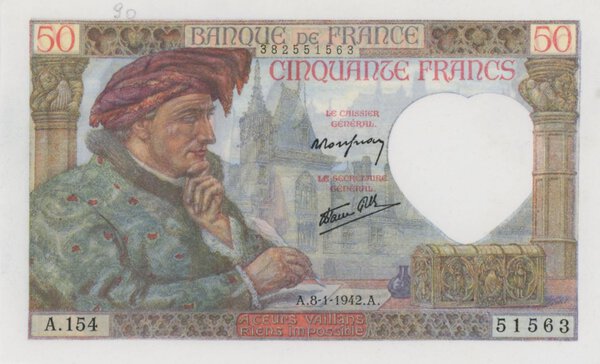 90
50 BANQUE DE FRANCE 50
382551563
CINQUANTE FRANCS
LE CAISSIER
GÉNÉRAL.
LE SECRÉTAIRE
GÉNÉRAL.
A.8-1-1942.A.
A.154
51563
A CŒURS VAILLANS
RIENS IMPOSSIBLE